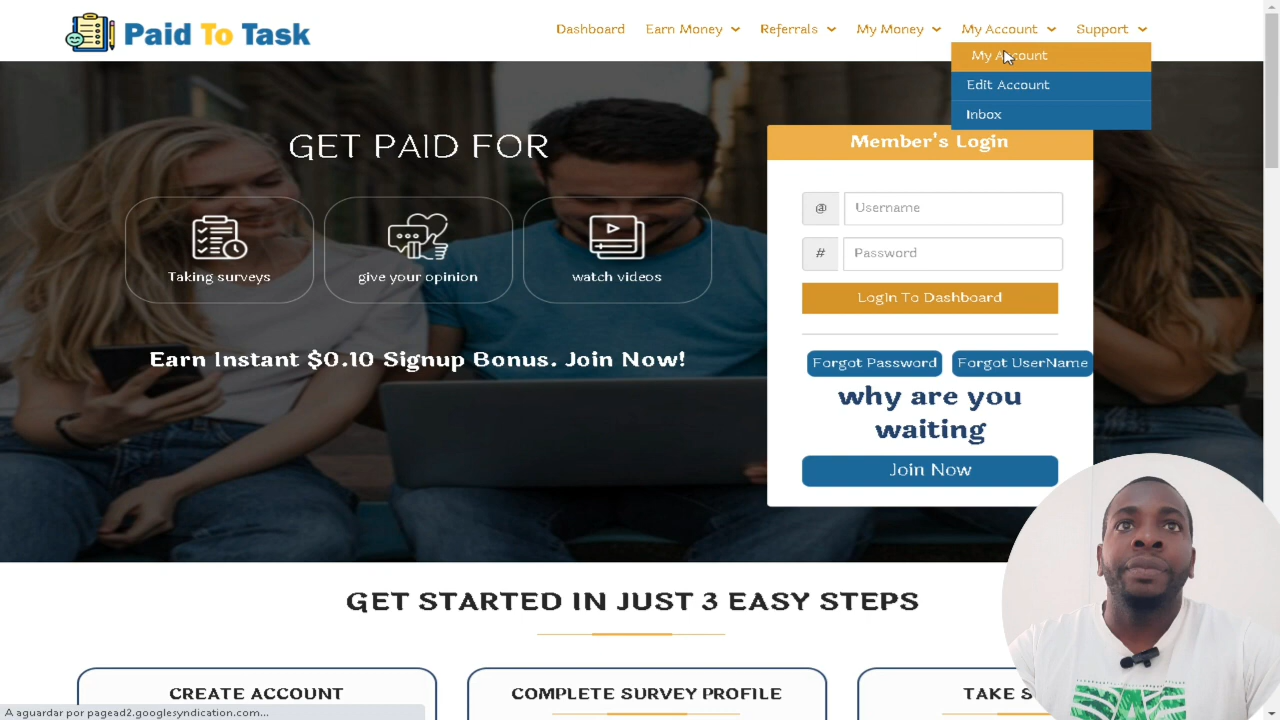 Paid To Task
Dashboard
Earn Money
Referrals
My Money
My Account
Support
My Account
Edit Account
Inbox
GET PAID FOR
Taking surveys
give your opinion
watch videos
Earn Instant $0.10 Signup Bonus. Join Now!
Member's Login
@
Username
#
Password
Login To Dashboard
Forgot Password
Forgot UserName
why are you
waiting
Join Now
GET STARTED IN JUST 3 EASY STEPS
CREATE ACCOUNT
COMPLETE SURVEY PROFILE
TAKE S
A aguardar por pagead2.googlesyndication.com...